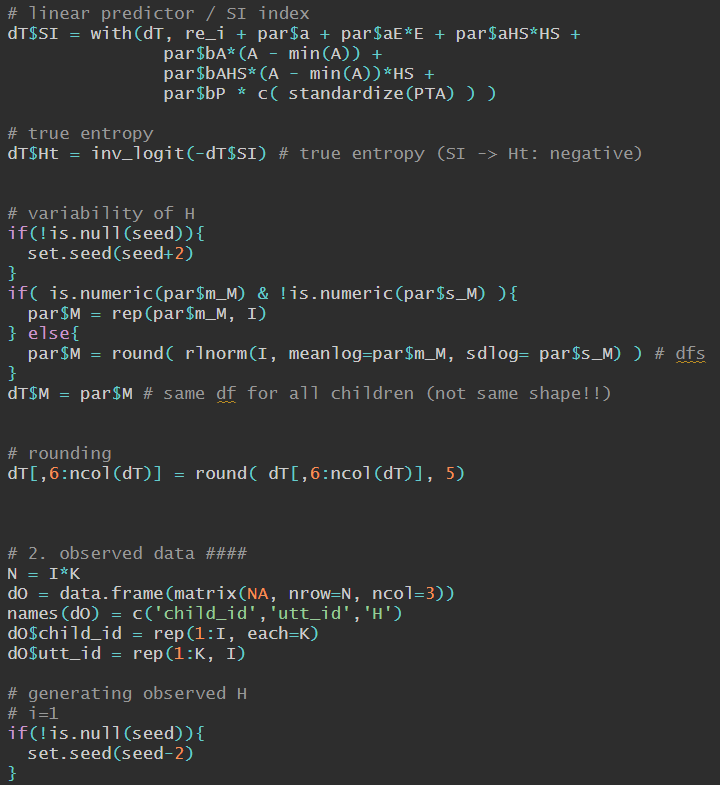 # linear predictor / SI index
dT$SI = with(dT, re_i + par$a + par$aE*E + par$aHS*HS +
par$bA*(A - min(A)) +
par$bAHS*(A - min(A))*HS +
par$bP * c( standardize(PTA) ) )
# true entropy
dT$Ht = inv_logit(-dT$SI) # true entropy (SI -> Ht: negative)
# variability of H
if(!is.null(seed)){
set.seed(seed+2)
}
if( is.numeric(par$m_M) & !is.numeric(par$s_M) ){
par$M = rep(par$m_M, I)
} else{
par$M = round( rlnorm(I, meanlog=par$m_M, sdlog= par$s_M) ) # dfs
}
dT$M = par$M # same df for all children (not same shape!!)
# rounding
dT[,6:ncol(dT)] = round( dT[,6:ncol(dT)], 5)
# 2. observed data ####
N = I*K
dO = data.frame(matrix(NA, nrow=N, ncol=3))
names(dO) = c('child_id','utt_id','H')
dO$child_id = rep(1:I, each=K)
dO$utt_id = rep(1:K, I)
# generating observed H
# i=1
if(!is.null(seed)){
set.seed(seed-2)
}